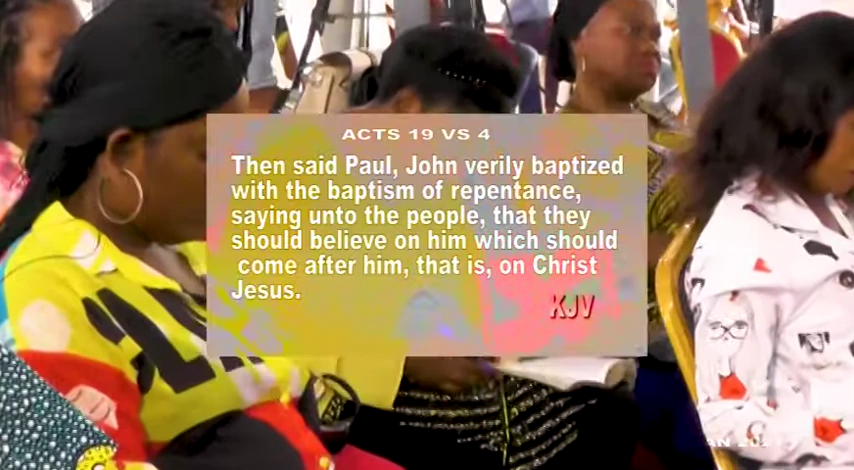 ACTS 19 VS 4
Then said Paul, John verily baptized
with the baptism of repentance,
saying unto the people, that they
should believe on him which should
come after him, that is, on Christ
Jesus.
KJV